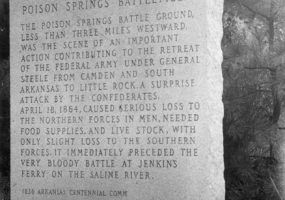 POISON SPRINGS BATTLEFIELD
THE POISON SPRINGS BATTLE GROUND,
LESS THAN THREE MILES WESTWARD,
WAS THE SCENE OF AN IMPORTANT
ACTION CONTRIBUTING TO THE RETREAT
OF THE FEDERAL ARMY UNDER GENERAL
STEELE FROM CAMDEN AND SOUTH
ARKANSAS TO LITTLE ROCK. A SURPRISE
ATTACK BY THE CONFEDERATES,
APRIL 18, 1864, CAUSED SERIOUS LOSS TO
THE NORTHERN FORCES IN MEN, NEEDED
FOOD SUPPLIES, AND LIVE STOCK, WITH
ONLY SLIGHT LOSS TO THE SOUTHERN
FORCES. IT IMMEDIATELY PRECEDED THE
VERY BLOODY BATTLE AT JENKIN'S
FERRY ON THE SALINE RIVER.
1836 ARKANSAS CENTENNIAL COMM